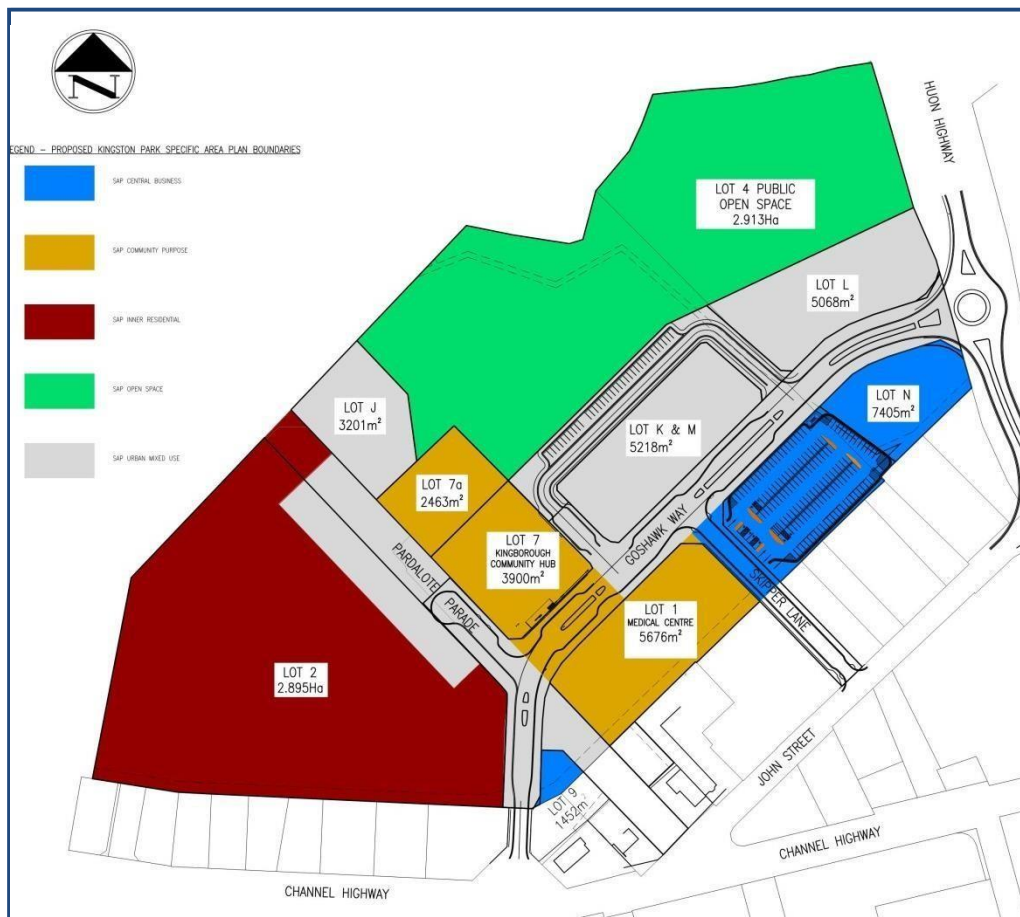 N
HUON HIGHWAY
EGEND - PROPOSED KINGSTON PARK SPECIFIC AREA PLAN BOUNDARIES
SAP CENTRAL BUSINESS
SAP COMMUNITY PURPOSE
SAP INNER RESIDENTIAL
SAP OPEN SPACE
SAP URBAN MIXED USE
LOT 4 PUBLIC
OPEN SPACE
2.913Ha
LOT L
5068m²
LOT J
3201m²
LOT N
7405m²
LOT K & M
5218m²
LOT 7a
2463m²
GOSHAWK WAY
LOT 7
KINGBOROUGH
COMMUNITY HUB
3900m²
PARDALOTE
PARADE
SKIPPER LANE
LOT 1
MEDICAL CENTRE
5676m²
LOT 2
2.895Ha
JOHN STREET
LOT 9
1452m²
CHANNEL HIGHWAY
CHANNEL HIGHWAY